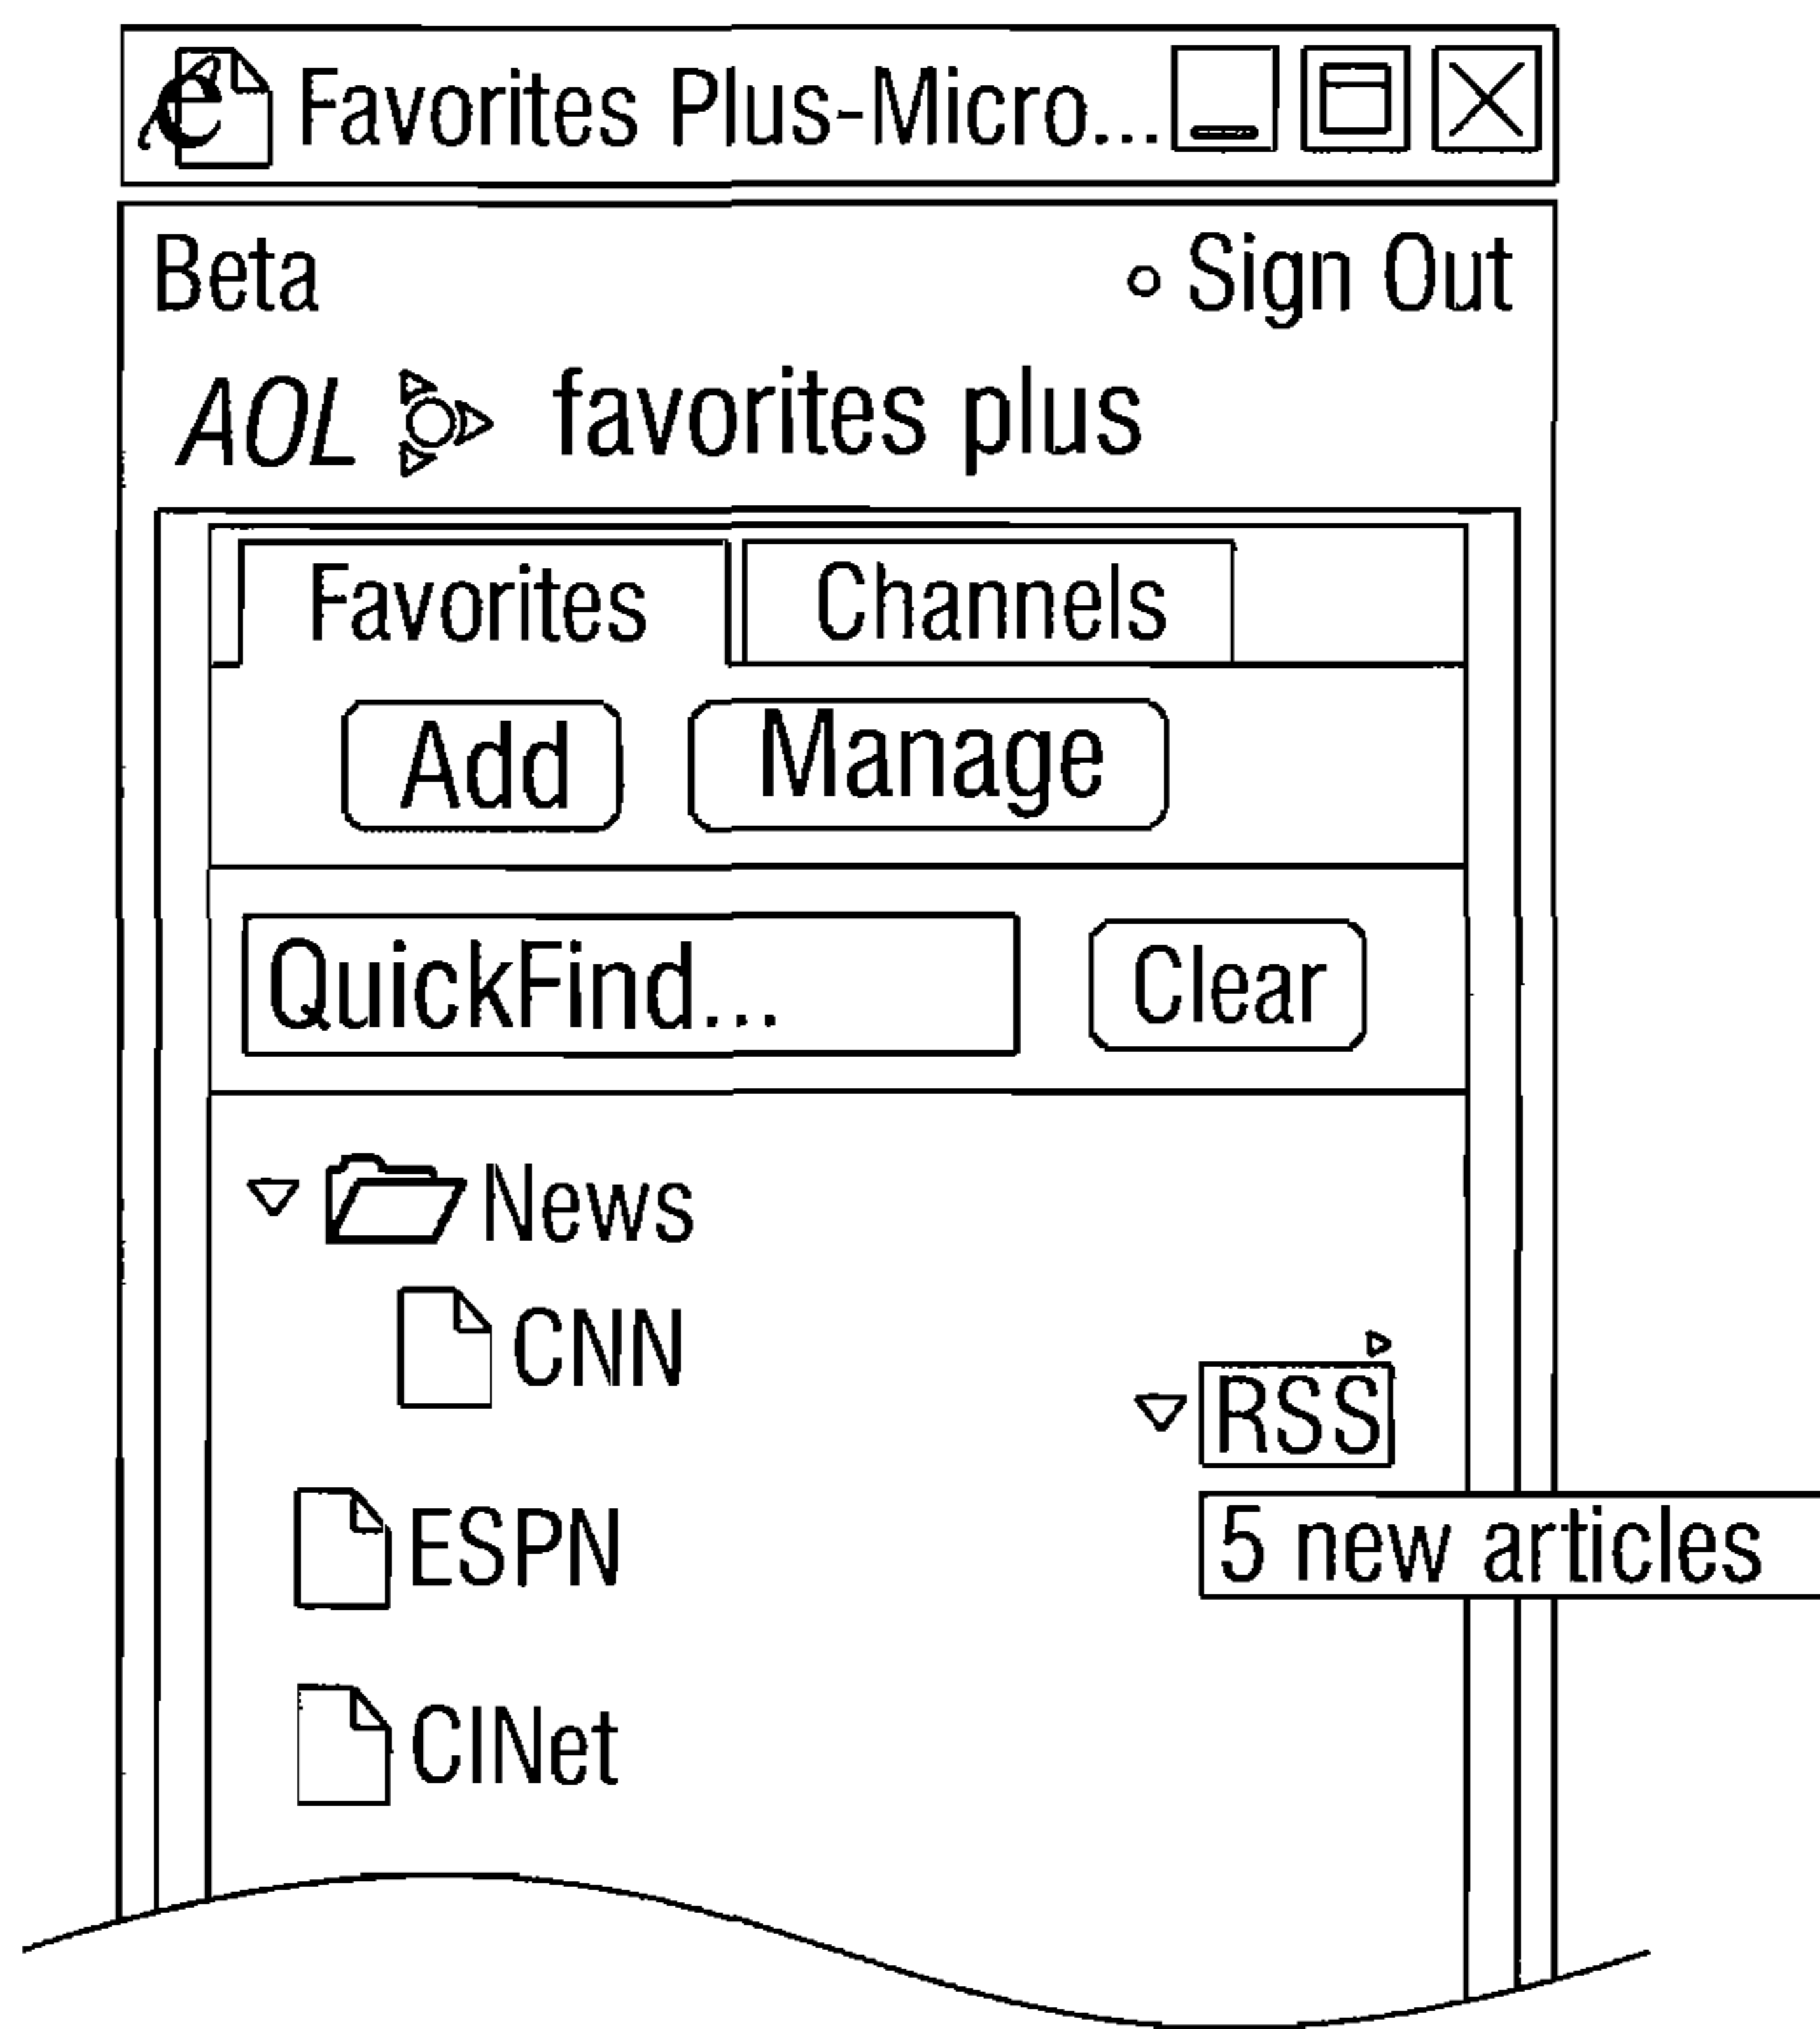 Favorites Plus-Micro...
Beta
Sign Out
AOL favorites plus
Favorites Channels
Add Manage
QuickFind... Clear
News
CNN
RSS
5 new articles
ESPN
CINet